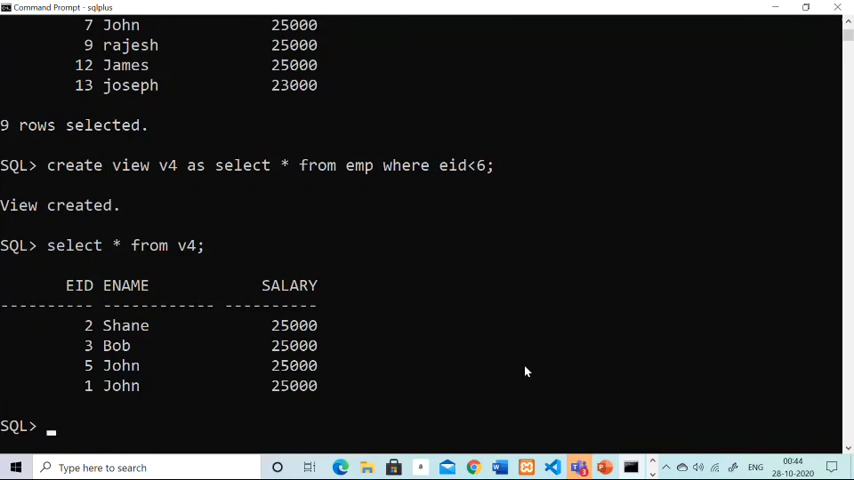 Command Prompt - sqlplus
7 John 25000
9 rajesh 25000
12 James 25000
13 joseph 23000
9 rows selected.
SQL> create view v4 as select * from emp where eid<6;
View created.
SQL> select * from v4;
EID ENAME SALARY
---------- ------------ ----------
2 Shane 25000
3 Bob 25000
5 John 25000
1 John 25000
SQL>
Type here to search
ENG
00:44
28-10-2020